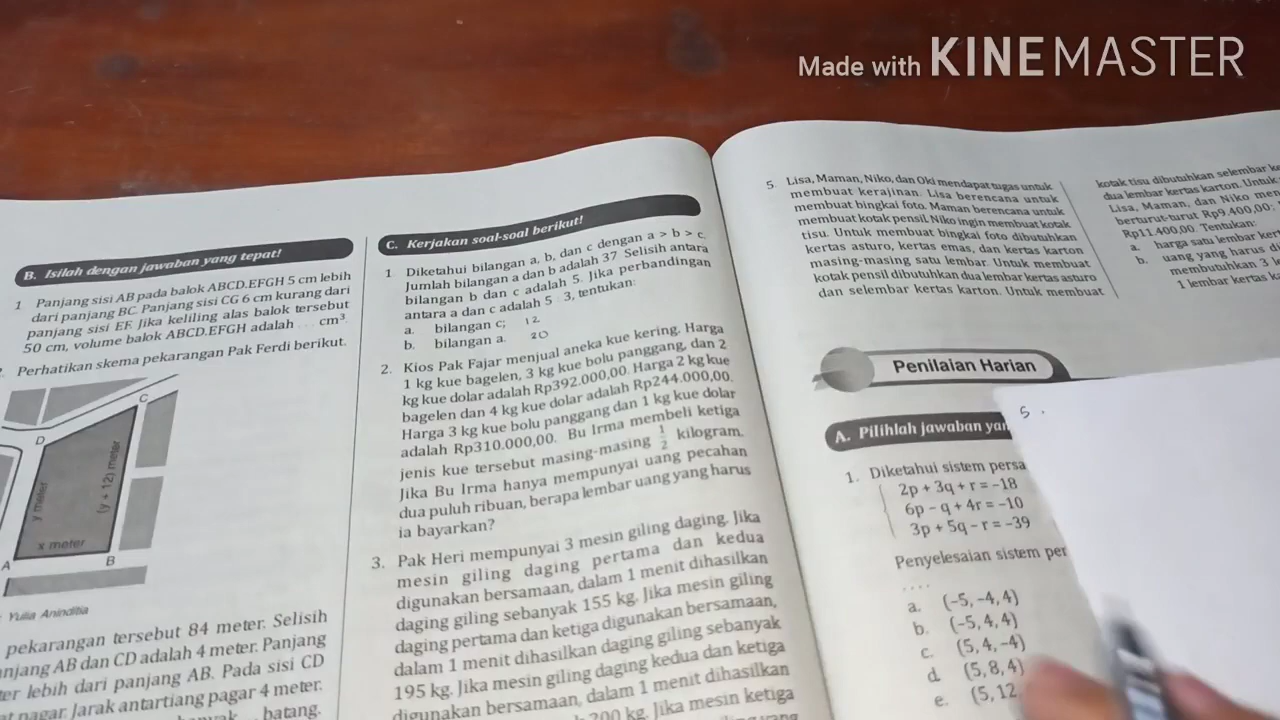 Made with KINEMASTER
B. Isilah dengan jawaban yang tepat!
1 Panjang sisi AB pada balok ABCD.EFGH 5 cm lebih
dari panjang BC. Panjang sisi CG 6 cm kurang dari
panjang sisi EF. Jika keliling alas balok tersebut
50 cm, volume balok ABCD.EFGH adalah ... cm³.
Perhatikan skema pekarangan Pak Ferdi berikut.
C
D
y meter
(y + 12) meter
x meter
A
B
Yulia Aninditia
pekarangan tersebut 84 meter. Selisih
AB dan CD adalah 4 meter. Panjang
lebih dari panjang AB. Pada sisi CD
pagar. Jarak antartiang pagar 4 meter.
batang.
C. Kerjakan soal-soal berikut!
1 Diketahui bilangan a, b, dan c dengan a > b > c.
Jumlah bilangan a dan b adalah 37 Selisih antara
bilangan b dan c adalah 5. Jika perbandingan
antara a dan c adalah 5 3, tentukan:
a. bilangan c; 12
b. bilangan a. 20
2. Kios Pak Fajar menjual aneka kue kering. Harga
1 kg kue bagelen, 3 kg kue bolu panggang, dan 2
kg kue dolar adalah Rp392.000,00. Harga 2 kg kue
bagelen dan 4 kg kue dolar adalah Rp244.000,00.
Harga 3 kg kue bolu panggang dan 1 kg kue dolar
adalah Rp310.000,00. Bu Irma membeli ketiga
jenis kue tersebut masing-masing 1/2 kilogram.
Jika Bu Irma hanya mempunyai uang pecahan
dua puluh ribuan, berapa lembar uang yang harus
ia bayarkan?
3. Pak Heri mempunyai 3 mesin giling daging. Jika
mesin giling daging pertama dan kedua
digunakan bersamaan, dalam 1 menit dihasilkan
daging giling sebanyak 155 kg. Jika mesin giling
daging pertama dan ketiga digunakan bersamaan,
dalam 1 menit dihasilkan daging giling sebanyak
195 kg. Jika mesin giling daging kedua dan ketiga
digunakan bersamaan, dalam 1 menit dihasilkan
200 kg. Jika mesin ketiga
5. Lisa, Maman, Niko, dan Oki mendapat tugas untuk
membuat kerajinan. Lisa berencana untuk
membuat bingkai foto. Maman berencana untuk
membuat kotak pensil. Niko ingin membuat kotak
tisu. Untuk membuat bingkai foto dibutuhkan
kertas asturo, kertas emas, dan kertas karton
masing-masing satu lembar. Untuk membuat
kotak pensil dibutuhkan dua lembar kertas asturo
dan selembar kertas karton. Untuk membuat
kotak tisu dibutuhkan selembar
dua lembar kertas karton. Untuk
Lisa, Maman, dan Niko
berturut-turut Rp9.400,00;
Rp11.400,00. Tentukan:
a. harga satu lembar
b. uang yang harus
membutuhkan 3
1 lembar kertas
Penilaian Harian
A. Pilihlah jawaban
1. Diketahui sistem
2p + 3q + r = -18
6p - q + 4r = -10
3p + 5q - r = -39
Penyelesaian sistem
....
a. (-5, -4, 4)
b. (-5, 4, 4)
c. (5, 4, -4)
d. (5, 8, 4)
e. (5, 12,
5.